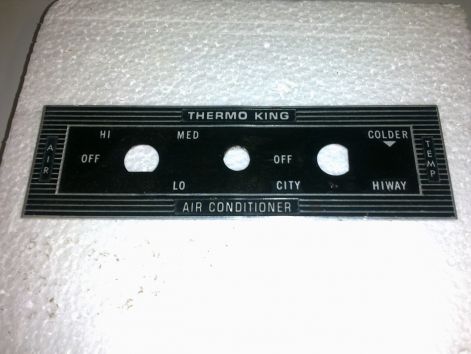 THERMO KING
HI MED COLDER
AIR OFF OFF TEMP
LO CITY HIWAY
AIR CONDITIONER